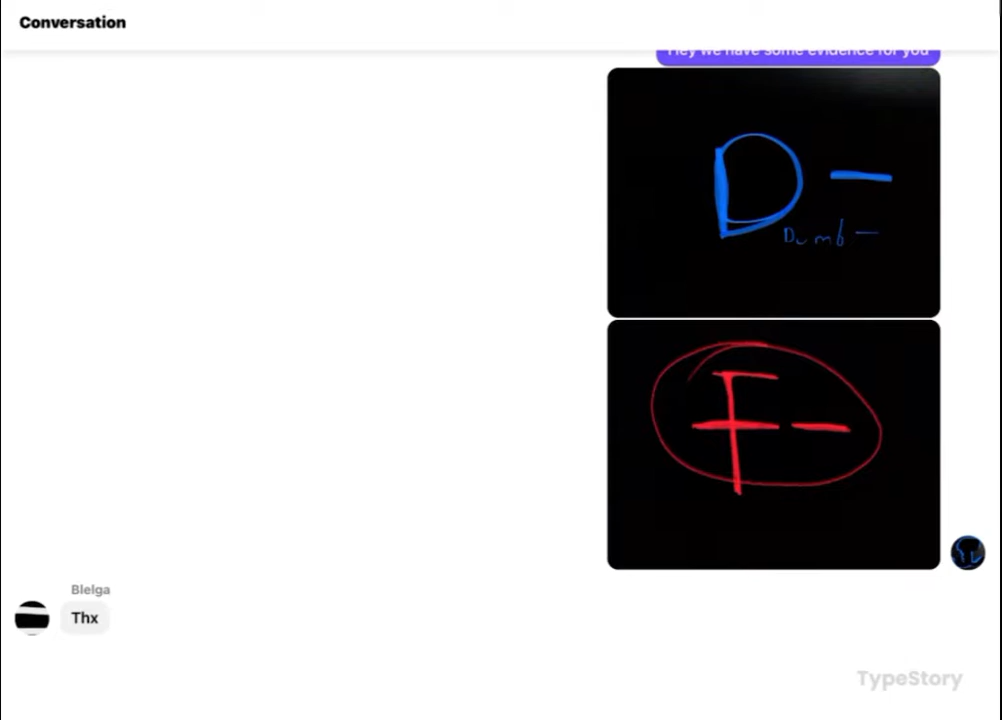 Conversation
Hey we have some evidence for you
D -
Dumb -
F -
Blelga
Thx
TypeStory